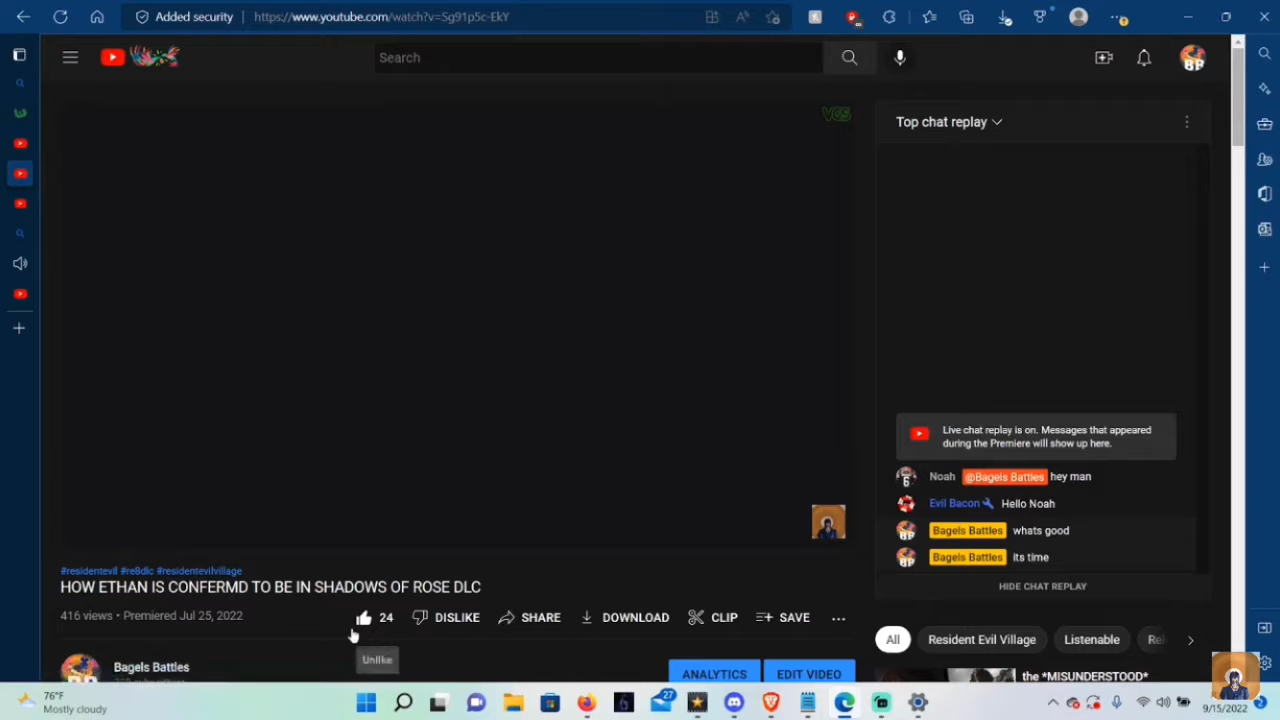 Added security
https://www.youtube.com/watch?v=Sg91p5c-EkY
Search
VGS
Top chat replay
Live chat replay is on. Messages that appeared
during the Premiere will show up here.
Noah @Bagels Battles hey man
Evil Bacon Hello Noah
Bagels Battles whats good
Bagels Battles its time
HIDE CHAT REPLAY
#residentevil #re8dlc #residentevilvillage
HOW ETHAN IS CONFERMD TO BE IN SHADOWS OF ROSE DLC
416 views • Premiered Jul 25, 2022
24
DISLIKE
SHARE
DOWNLOAD
CLIP
SAVE
Unlike
All
Resident Evil Village
Listenable
Bagels Battles
ANALYTICS
EDIT VIDEO
the *MISUNDERSTOOD*
76°F
Mostly cloudy
27
9/15/2022
2